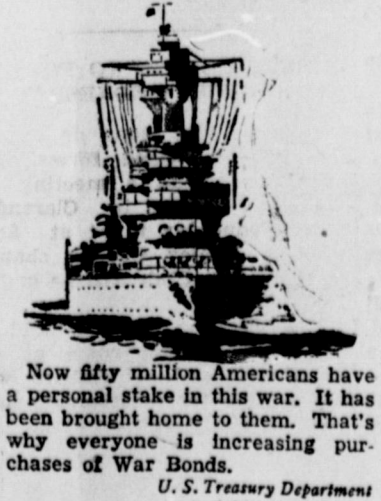 Now fifty million Americans have
a personal stake in this war. It has
been brought home to them. That's
why everyone is increasing pur-
chases of War Bonds.
U. S. Treasury Department